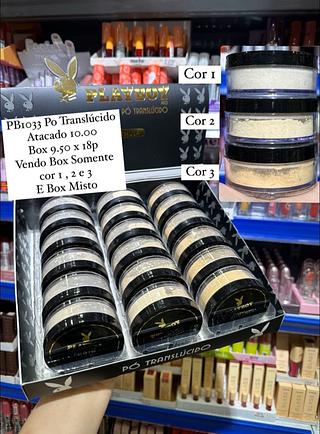 PLAYBOY
PÓ TRANSLÚCIDO
PB1033 Po Translúcido
Atacado 10.00
Box 9.50 x 18p
Vendo Box Somente
cor 1 , 2 e 3
E Box Misto
Cor 1
Cor 2
Cor 3
PLAYBOY
PÓ TRANSLÚCIDO